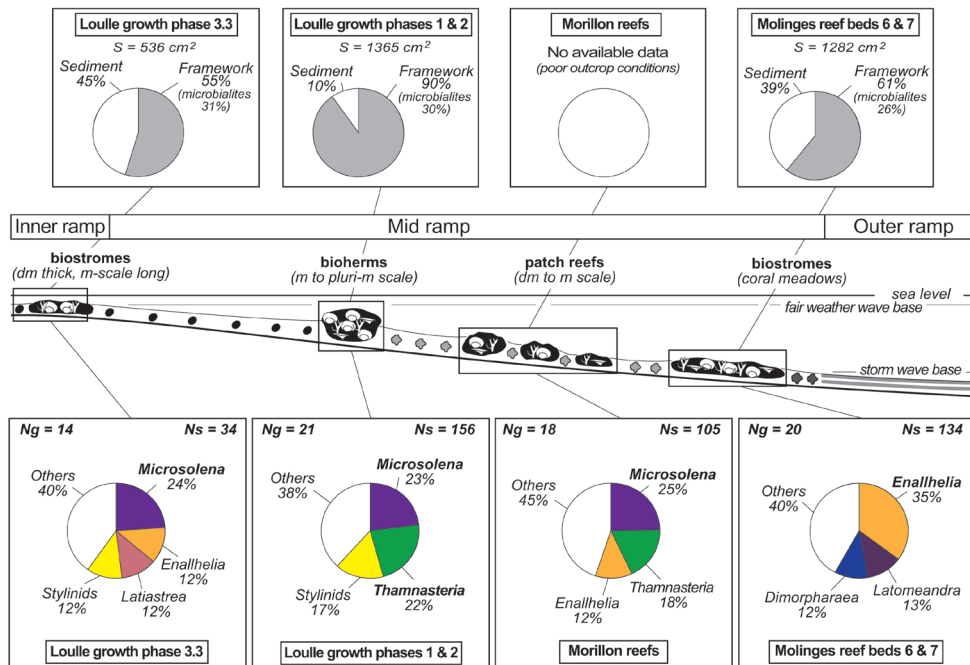 Loulle growth phase 3.3
S = 536 cm²
Sediment
45%
Framework
55%
(microbialites
31%)
Loulle growth phases 1 & 2
S = 1365 cm²
Sediment
10%
Framework
90%
(microbialites
30%)
Morillon reefs
No available data
(poor outcrop conditions)
Molinges reef beds 6 & 7
S = 1282 cm²
Sediment
39%
Framework
61%
(microbialites
26%)
Inner ramp
Mid ramp
Outer ramp
biostromes
(dm thick, m-scale long)
bioherms
(m to pluri-m scale)
patch reefs
(dm to m scale)
biostromes
(coral meadows)
sea level
fair weather wave base
storm wave base
Ng = 14 Ns = 34
Others
40%
Microsolena
24%
Enallhelia
12%
Latiastrea
12%
Stylinids
12%
Loulle growth phase 3.3
Ng = 21 Ns = 156
Others
38%
Microsolena
23%
Thamnasteria
22%
Stylinids
17%
Loulle growth phases 1 & 2
Ng = 18 Ns = 105
Others
45%
Microsolena
25%
Thamnasteria
18%
Enallhelia
12%
Morillon reefs
Ng = 20 Ns = 134
Others
40%
Enallhelia
35%
Latomeandra
13%
Dimorpharaea
12%
Molinges reef beds 6 & 7